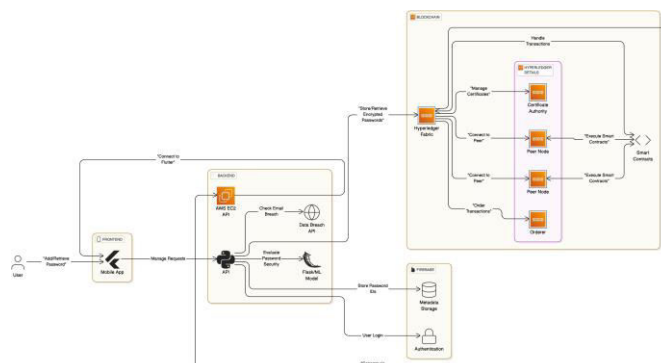 BLOCKCHAIN
Handle
Transactions
HYPERLEDGER
DETAILS
"Manage
Certificates"
Certificate
Authority
"Store/Retrieve
Encrypted
Passwords"
Hyperledger
Fabric
"Connect to
Peer"
Peer Node
"Execute Smart
Contracts"
Smart
Contracts
"Connect to
Peer"
Peer Node
"Execute Smart
Contracts"
"Order
Transactions"
Orderer
"Connect to
Flutter"
BACKEND
AWS EC2
API
Check Email
Breach
Data Breach
API
FRONTEND
User
"Add/Retrieve
Password"
Mobile App
Manage Requests
API
Evaluate
Password
Security
Flask/ML
Model
FIREBASE
Store Password
IDs
Metadata
Storage
User Login
Authentication